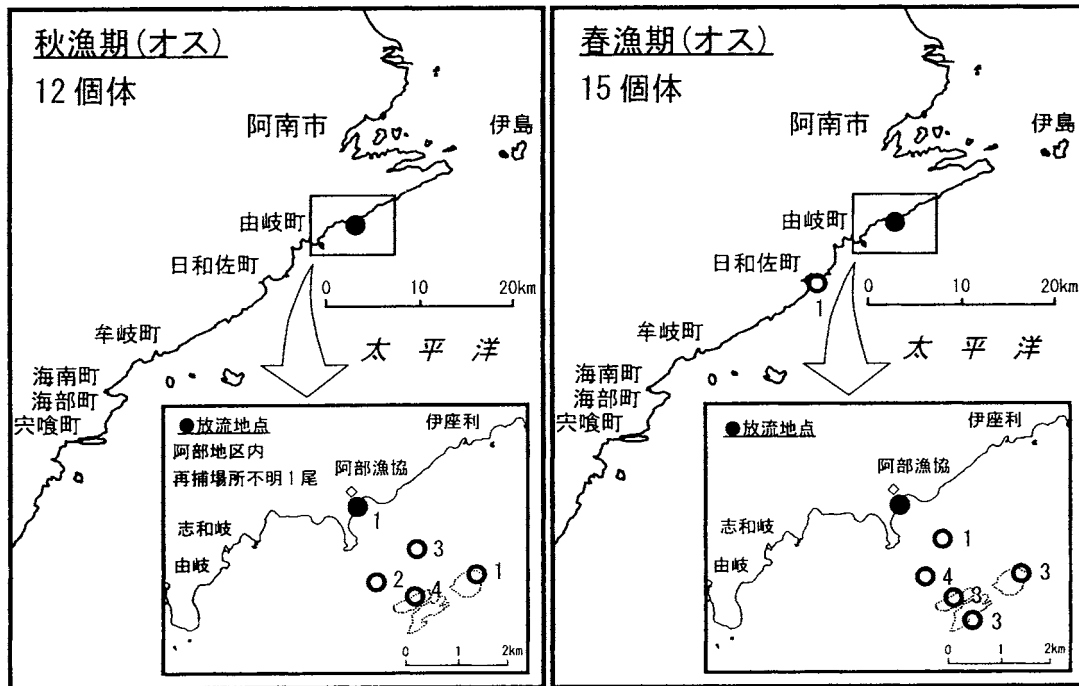 秋漁期(オス)
12個体
阿南市
伊島
由岐町
日和佐町
0 10 20km
牟岐町
太平洋
海南町
海部町
宍喰町
●放流地点
阿部地区内
再捕場所不明1尾
伊座利
阿部漁協
1
志和岐
由岐
3
2
4
1
0 1 2km
春漁期(オス)
15個体
阿南市
伊島
由岐町
日和佐町
1
0 10 20km
牟岐町
太平洋
海南町
海部町
宍喰町
●放流地点
伊座利
阿部漁協
志和岐
由岐
1
4
3
3
3
0 1 2km